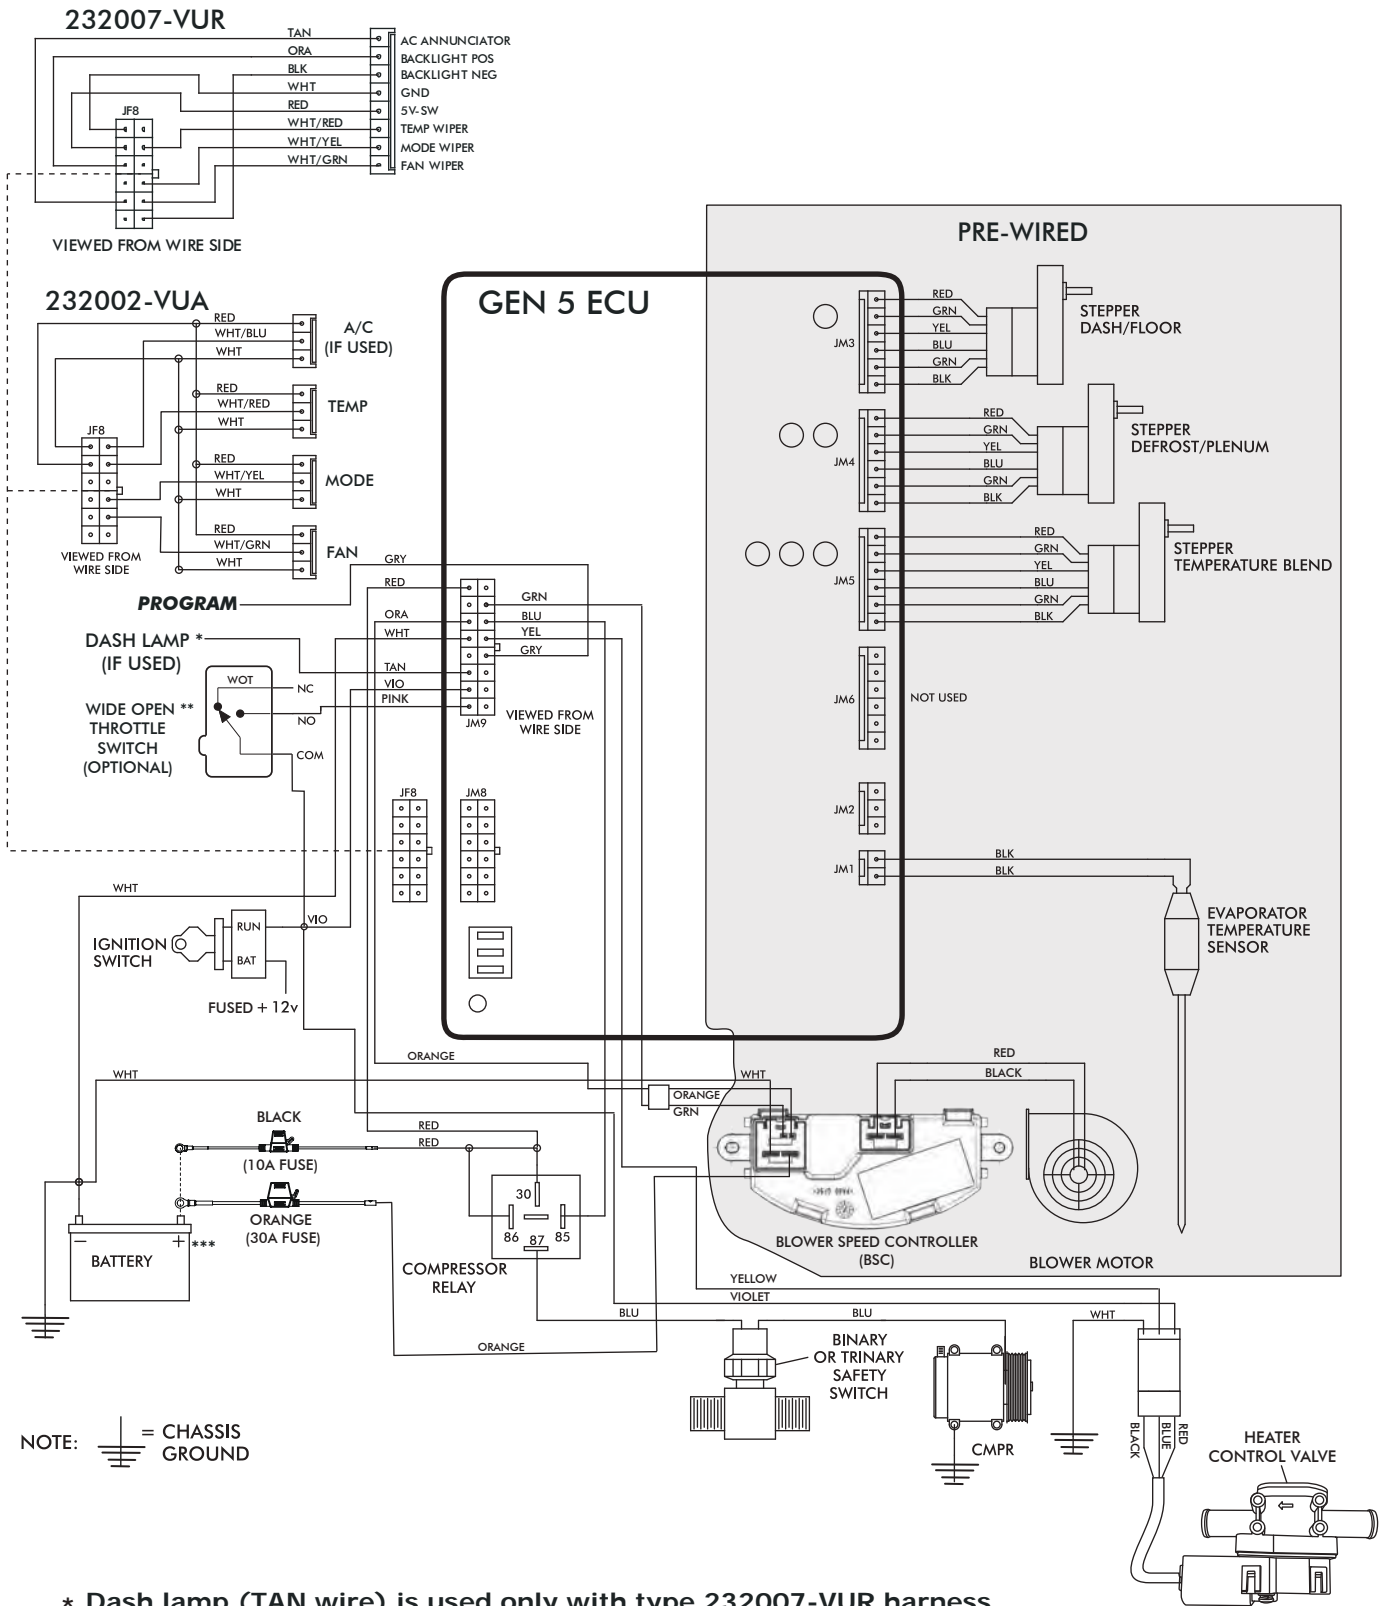 232007-VUR
TAN
ORA
BLK
WHT
RED
WHT/RED
WHT/YEL
WHT/GRN
AC ANNUNCIATOR
BACKLIGHT POS
BACKLIGHT NEG
GND
5V-SW
TEMP WIPER
MODE WIPER
FAN WIPER
JF8
VIEWED FROM WIRE SIDE
232002-VUA
RED
WHT/BLU
WHT
A/C
(IF USED)
RED
WHT/RED
WHT
TEMP
JF8
RED
WHT/YEL
WHT
MODE
RED
WHT/GRN
WHT
FAN
VIEWED FROM
WIRE SIDE
GEN 5 ECU
PRE-WIRED
JM3
RED
GRN
YEL
BLU
GRN
BLK
STEPPER
DASH/FLOOR
JM4
RED
GRN
YEL
BLU
GRN
BLK
STEPPER
DEFROST/PLENUM
JM5
RED
GRN
YEL
BLU
GRN
BLK
STEPPER
TEMPERATURE BLEND
JM6
NOT USED
JM2
JM1
BLK
BLK
EVAPORATOR
TEMPERATURE
SENSOR
PROGRAM
GRY
RED
ORA
WHT
TAN
VIO
PINK
GRN
BLU
YEL
GRY
JM9
VIEWED FROM
WIRE SIDE
DASH LAMP *
(IF USED)
WOT
NC
NO
COM
WIDE OPEN **
THROTTLE
SWITCH
(OPTIONAL)
JF8
JM8
WHT
IGNITION
SWITCH
RUN
BAT
VIO
FUSED + 12v
ORANGE
WHT
WHT
ORANGE
GRN
RED
BLACK
BLACK
(10A FUSE)
RED
RED
ORANGE
(30A FUSE)
BATTERY
-
+ ***
30
86
87
85
COMPRESSOR
RELAY
BLOWER SPEED CONTROLLER
(BSC)
BLOWER MOTOR
YELLOW
VIOLET
BLU
BLU
WHT
ORANGE
BINARY
OR TRINARY
SAFETY
SWITCH
CMPR
BLACK
BLUE
RED
HEATER
CONTROL VALVE
NOTE:
= CHASSIS
GROUND
* Dash lamp (TAN wire) is used only with type 232007-VUR harness